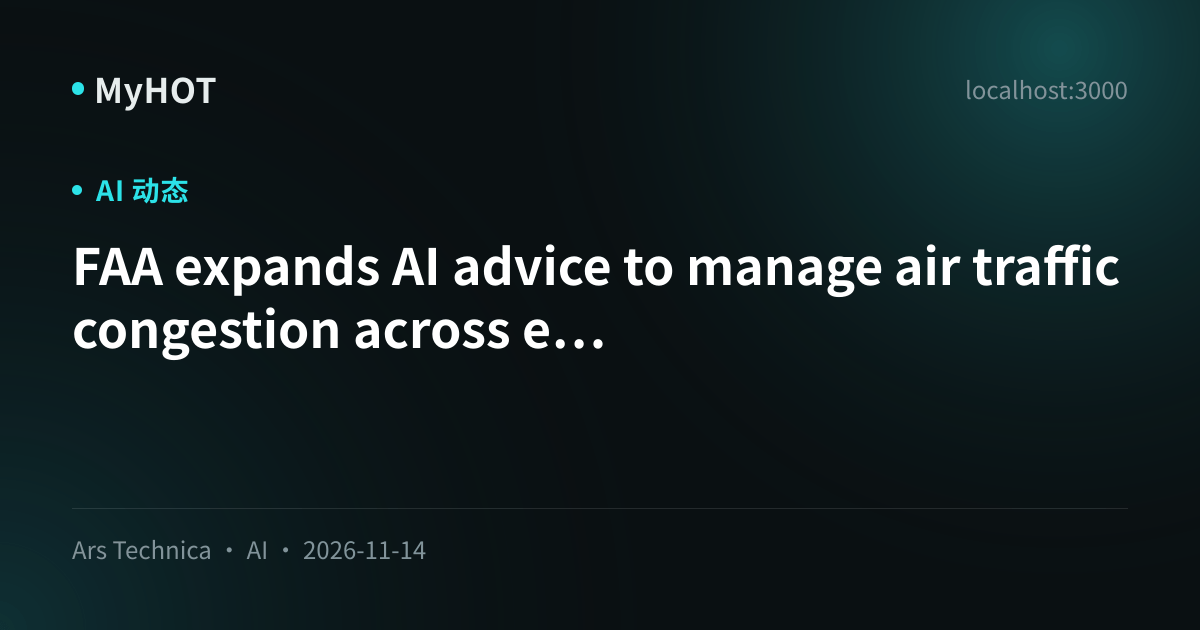 MyHOT
localhost:3000
AI 动态
FAA expands AI advice to manage air traffic
congestion across e…
Ars Technica · AI · 2026-11-14